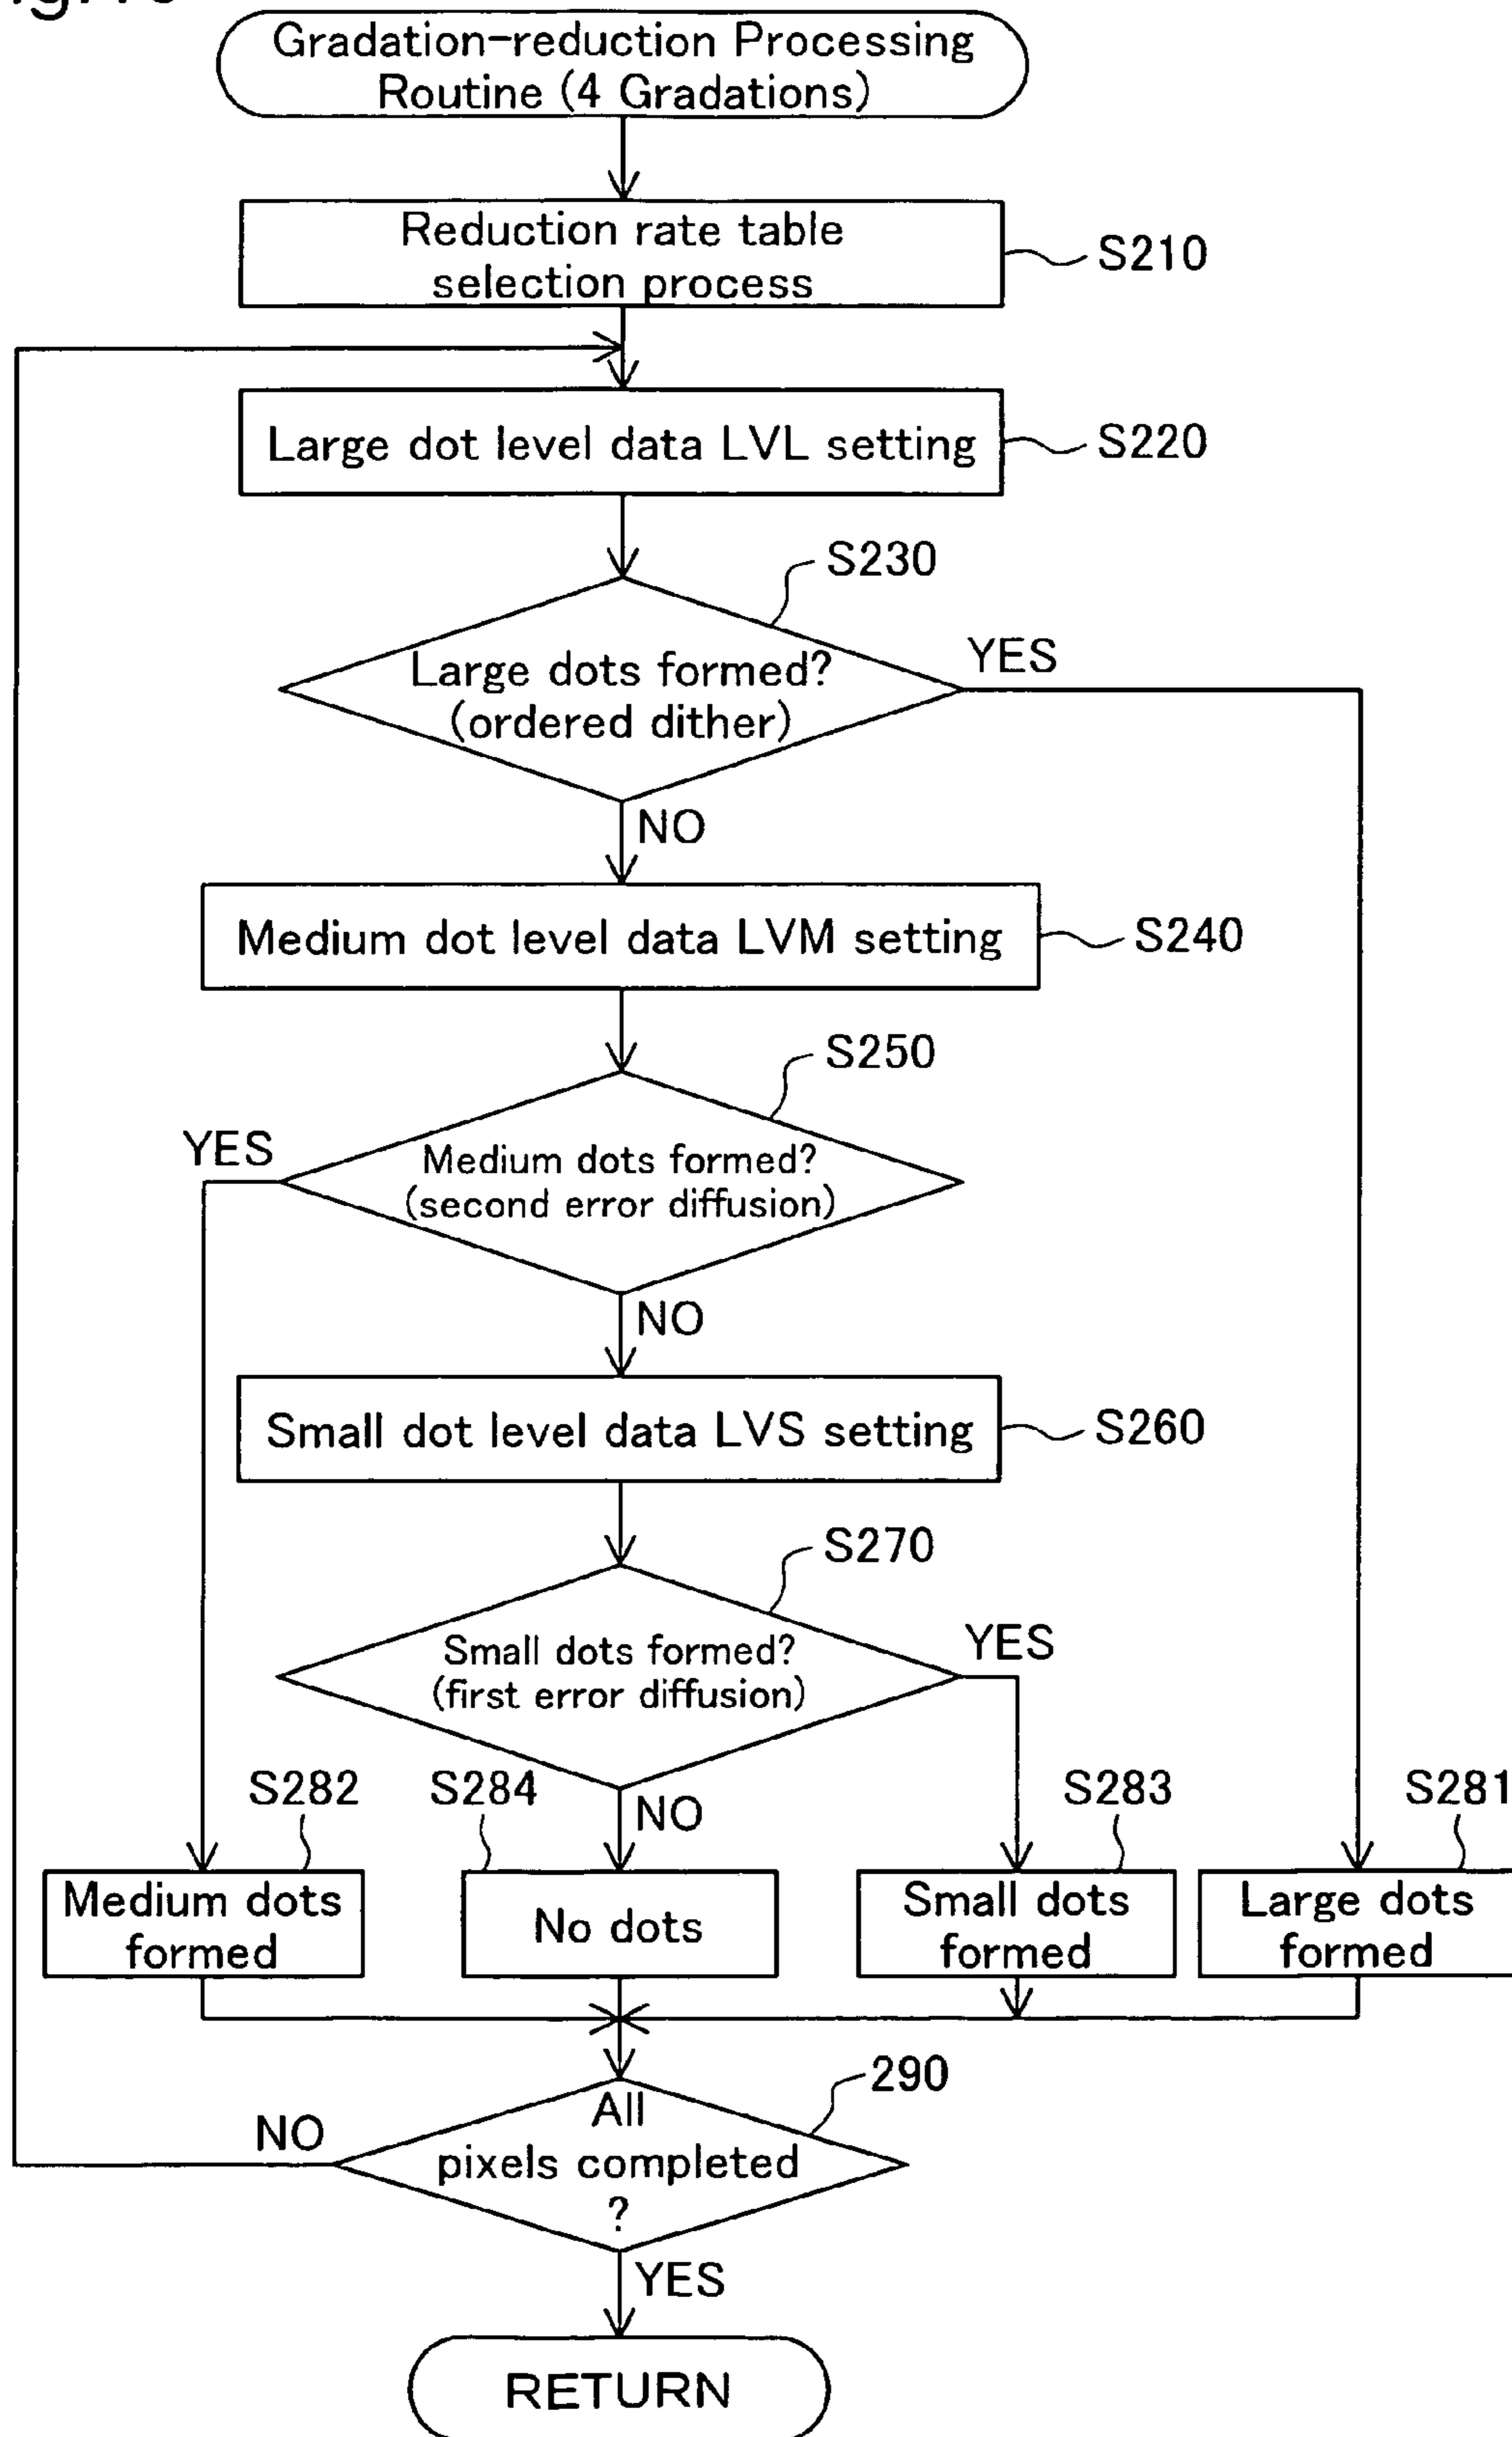 Gradation-reduction Processing
Routine (4 Gradations)
Reduction rate table
selection process
S210
Large dot level data LVL setting
S220
S230
Large dots formed?
(ordered dither)
YES
NO
Medium dot level data LVM setting
S240
S250
YES
Medium dots formed?
(second error diffusion)
NO
Small dot level data LVS setting
S260
S270
Small dots formed?
(first error diffusion)
YES
S282
S284
NO
S283
S281
Medium dots
formed
No dots
Small dots
formed
Large dots
formed
290
NO
All
pixels completed
?
YES
RETURN